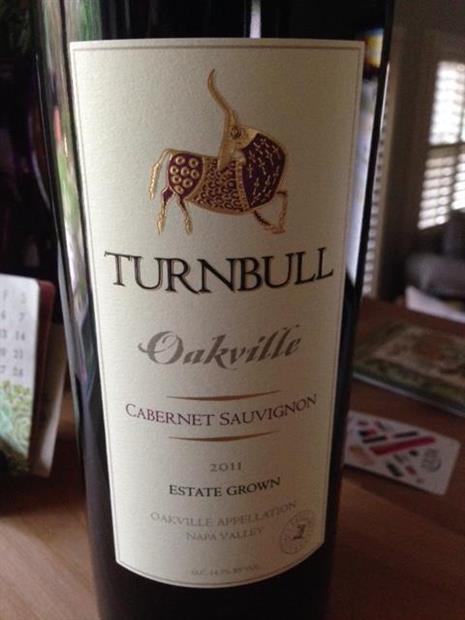 TURNBULL
Oakville
CABERNET SAUVIGNON
2011
ESTATE GROWN
OAKVILLE APPELLATION
NAPA VALLEY